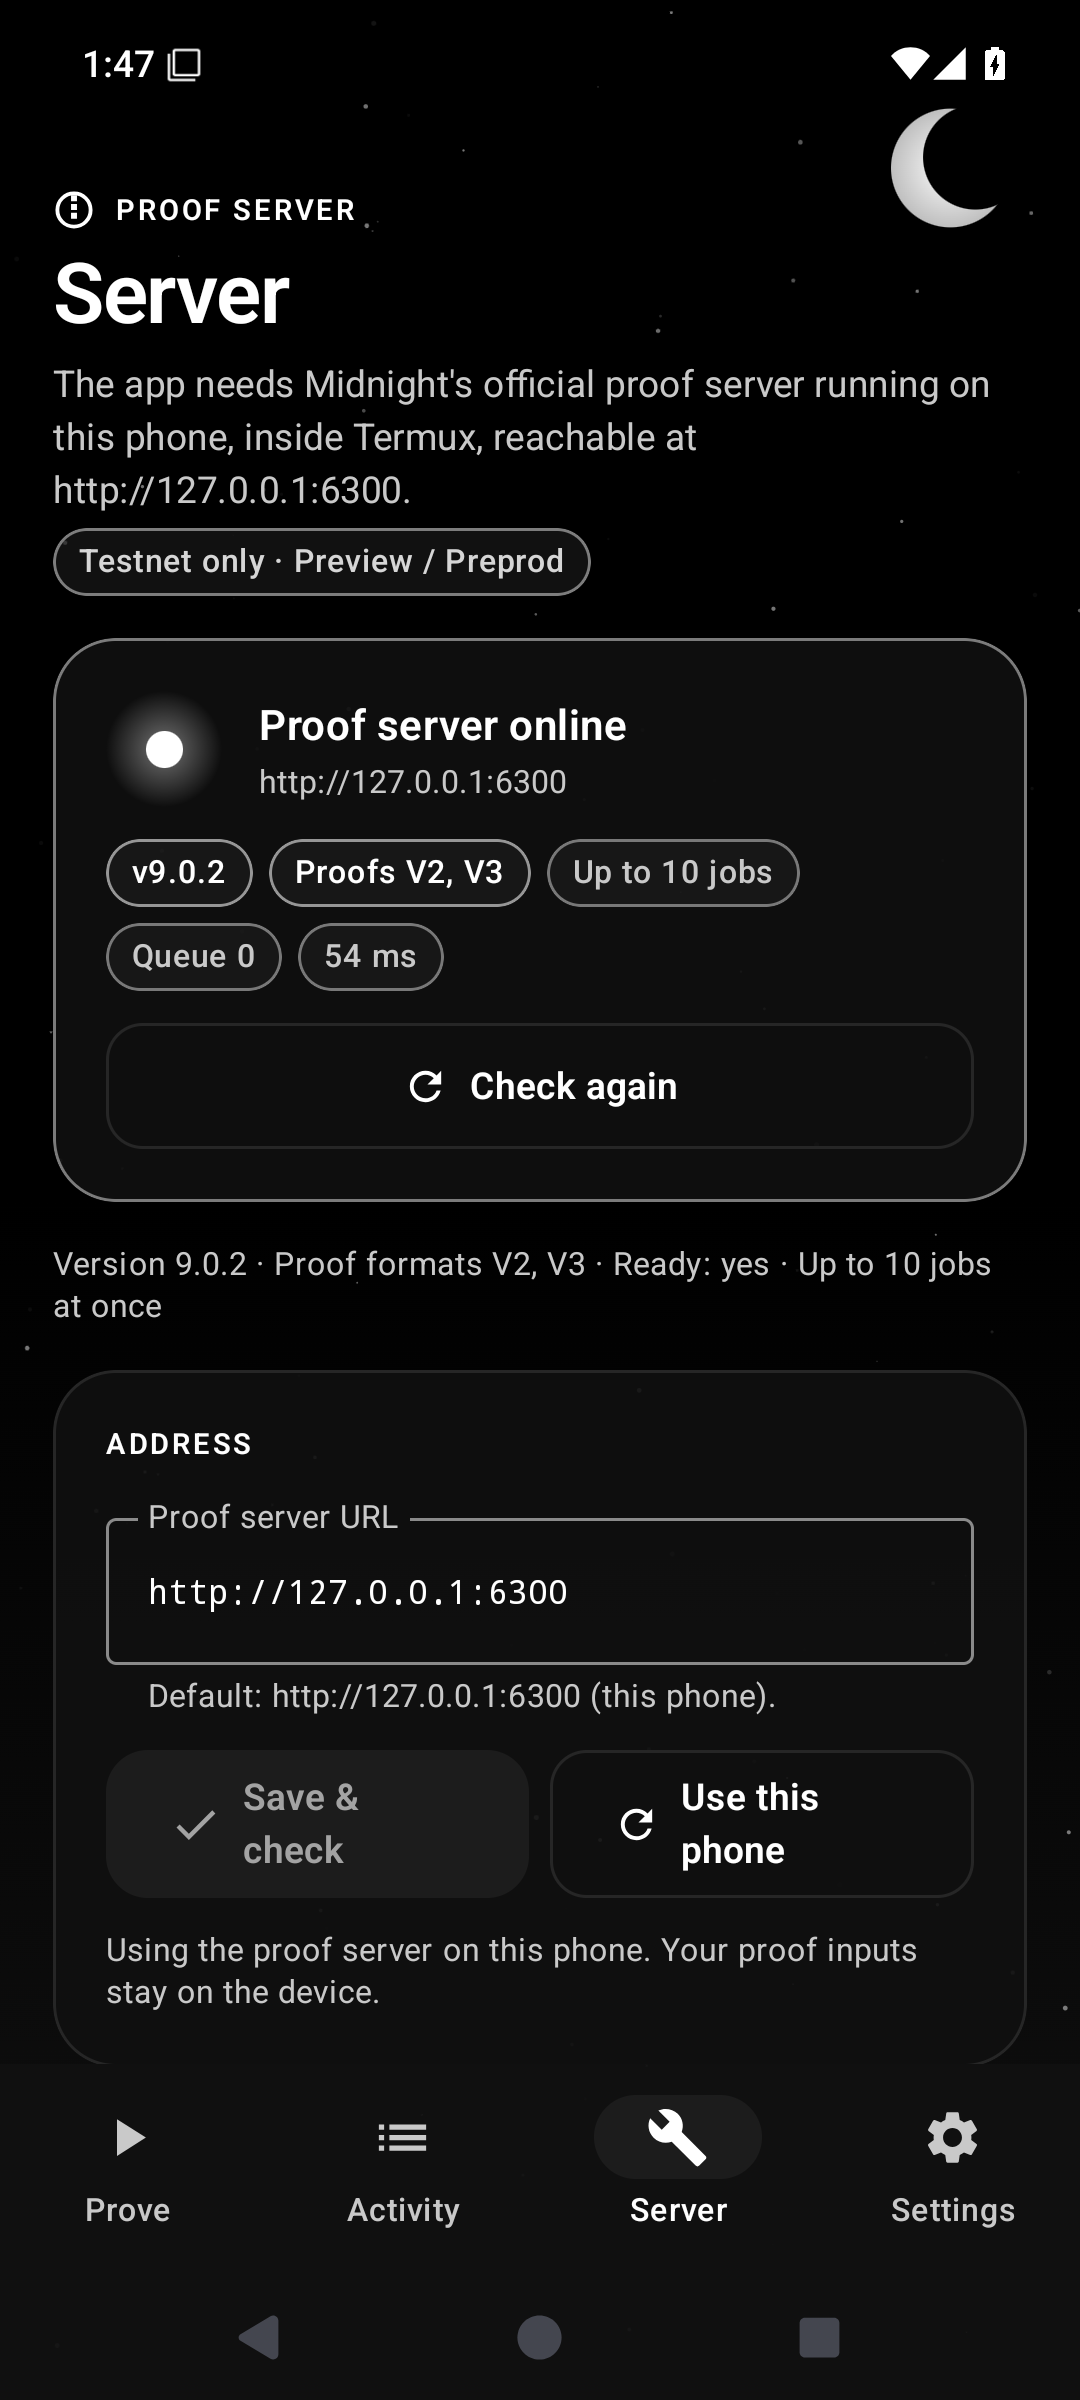 1:47
PROOF SERVER
Server
The app needs Midnight's official proof server running on
this phone, inside Termux, reachable at
http://127.0.0.1:6300.
Testnet only · Preview / Preprod
Proof server online
http://127.0.0.1:6300
v9.0.2
Proofs V2, V3
Up to 10 jobs
Queue 0
54 ms
Check again
Version 9.0.2 · Proof formats V2, V3 · Ready: yes · Up to 10 jobs
at once
ADDRESS
Proof server URL
http://127.0.0.1:6300
Default: http://127.0.0.1:6300 (this phone).
Save &
check
Use this
phone
Using the proof server on this phone. Your proof inputs
stay on the device.
Prove
Activity
Server
Settings